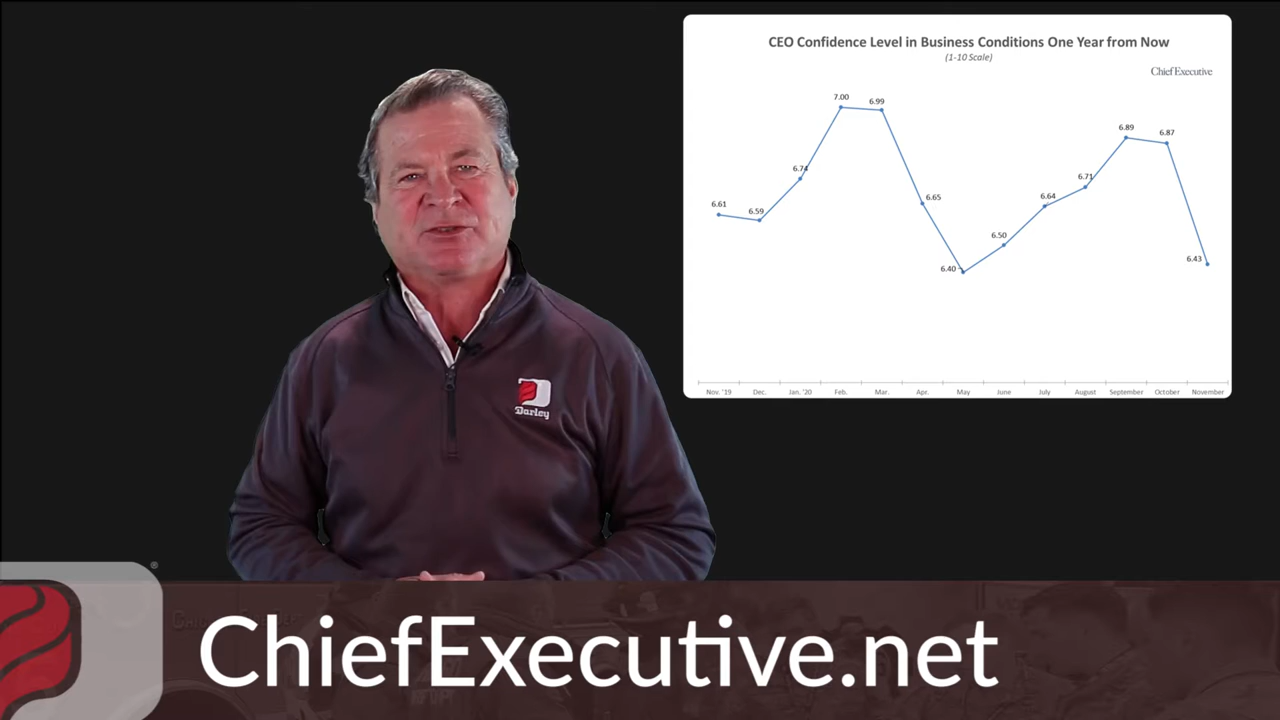 CEO Confidence Level in Business Conditions One Year from Now
(1-10 Scale)
ChiefExecutive
7.00
6.99
6.89
6.87
6.74
6.71
6.61
6.59
6.65
6.64
6.50
6.40
6.43
Nov. '19 Dec. Jan. '20 Feb. Mar. Apr. May June July August September October November
Darley
®
ChiefExecutive.net